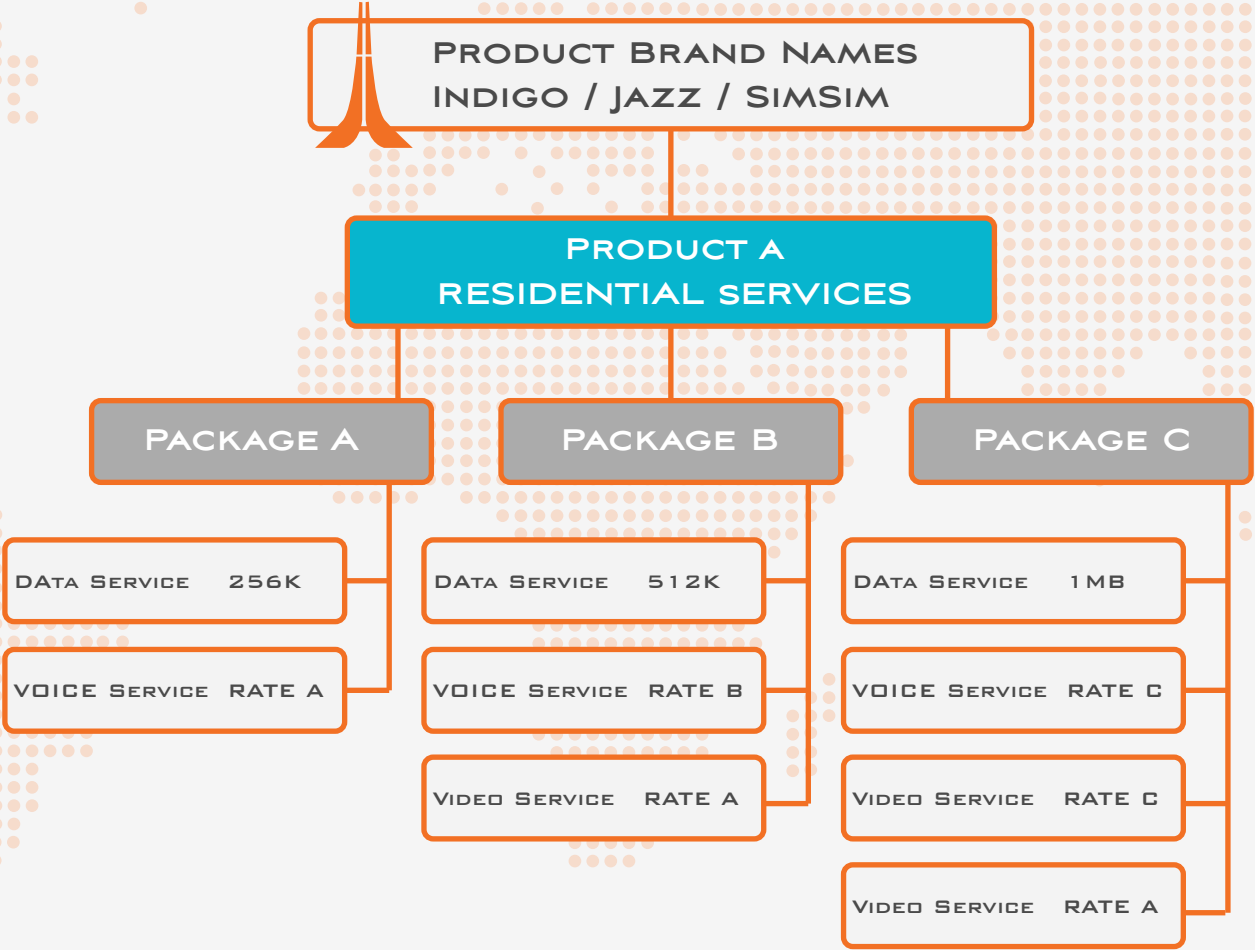 Product Brand Names
Indigo / Jazz / SimSim
Product A
RESIDENTIAL sERVICES
Package A
Package B
Package C
DAta Service 256K
DAta Service 512K
DAta Service 1MB
VOICE Service RATE A
VOICE Service RATE B
VOICE Service RATE C
Video Service RATE A
Video Service RATE C
Video Service RATE A